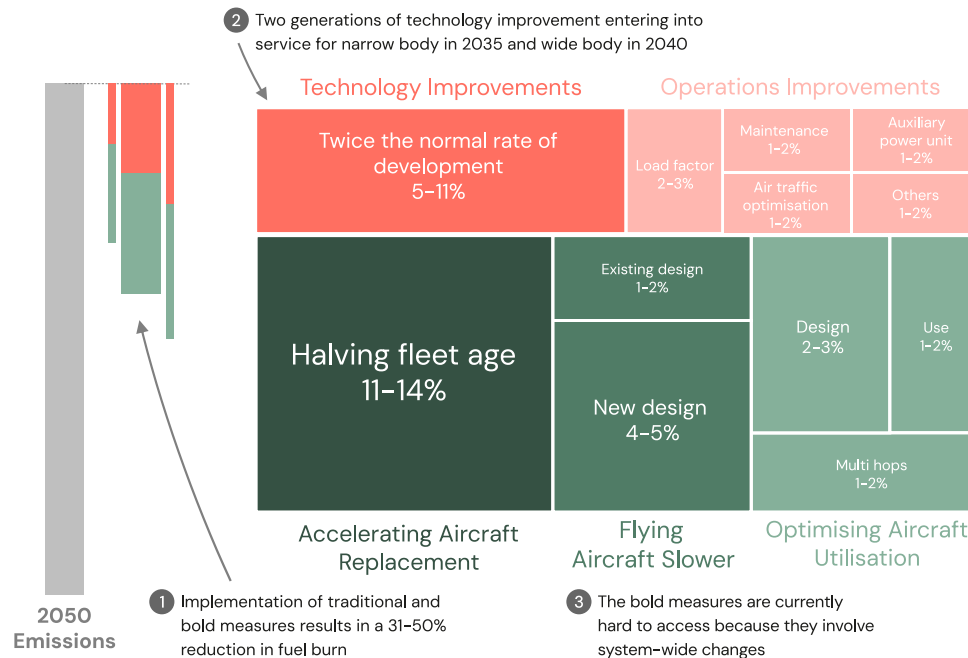 2 Two generations of technology improvement entering into
service for narrow body in 2035 and wide body in 2040
Technology Improvements
Operations Improvements
Twice the normal rate of
development
5–11%
Load factor
2–3%
Maintenance
1–2%
Auxiliary
power unit
1–2%
Air traffic
optimisation
1–2%
Others
1–2%
Halving fleet age
11–14%
Existing design
1–2%
New design
4–5%
Design
2–3%
Use
1–2%
Multi hops
1–2%
Accelerating Aircraft
Replacement
Flying
Aircraft Slower
Optimising Aircraft
Utilisation
2050
Emissions
1 Implementation of traditional and
bold measures results in a 31–50%
reduction in fuel burn
3 The bold measures are currently
hard to access because they involve
system-wide changes